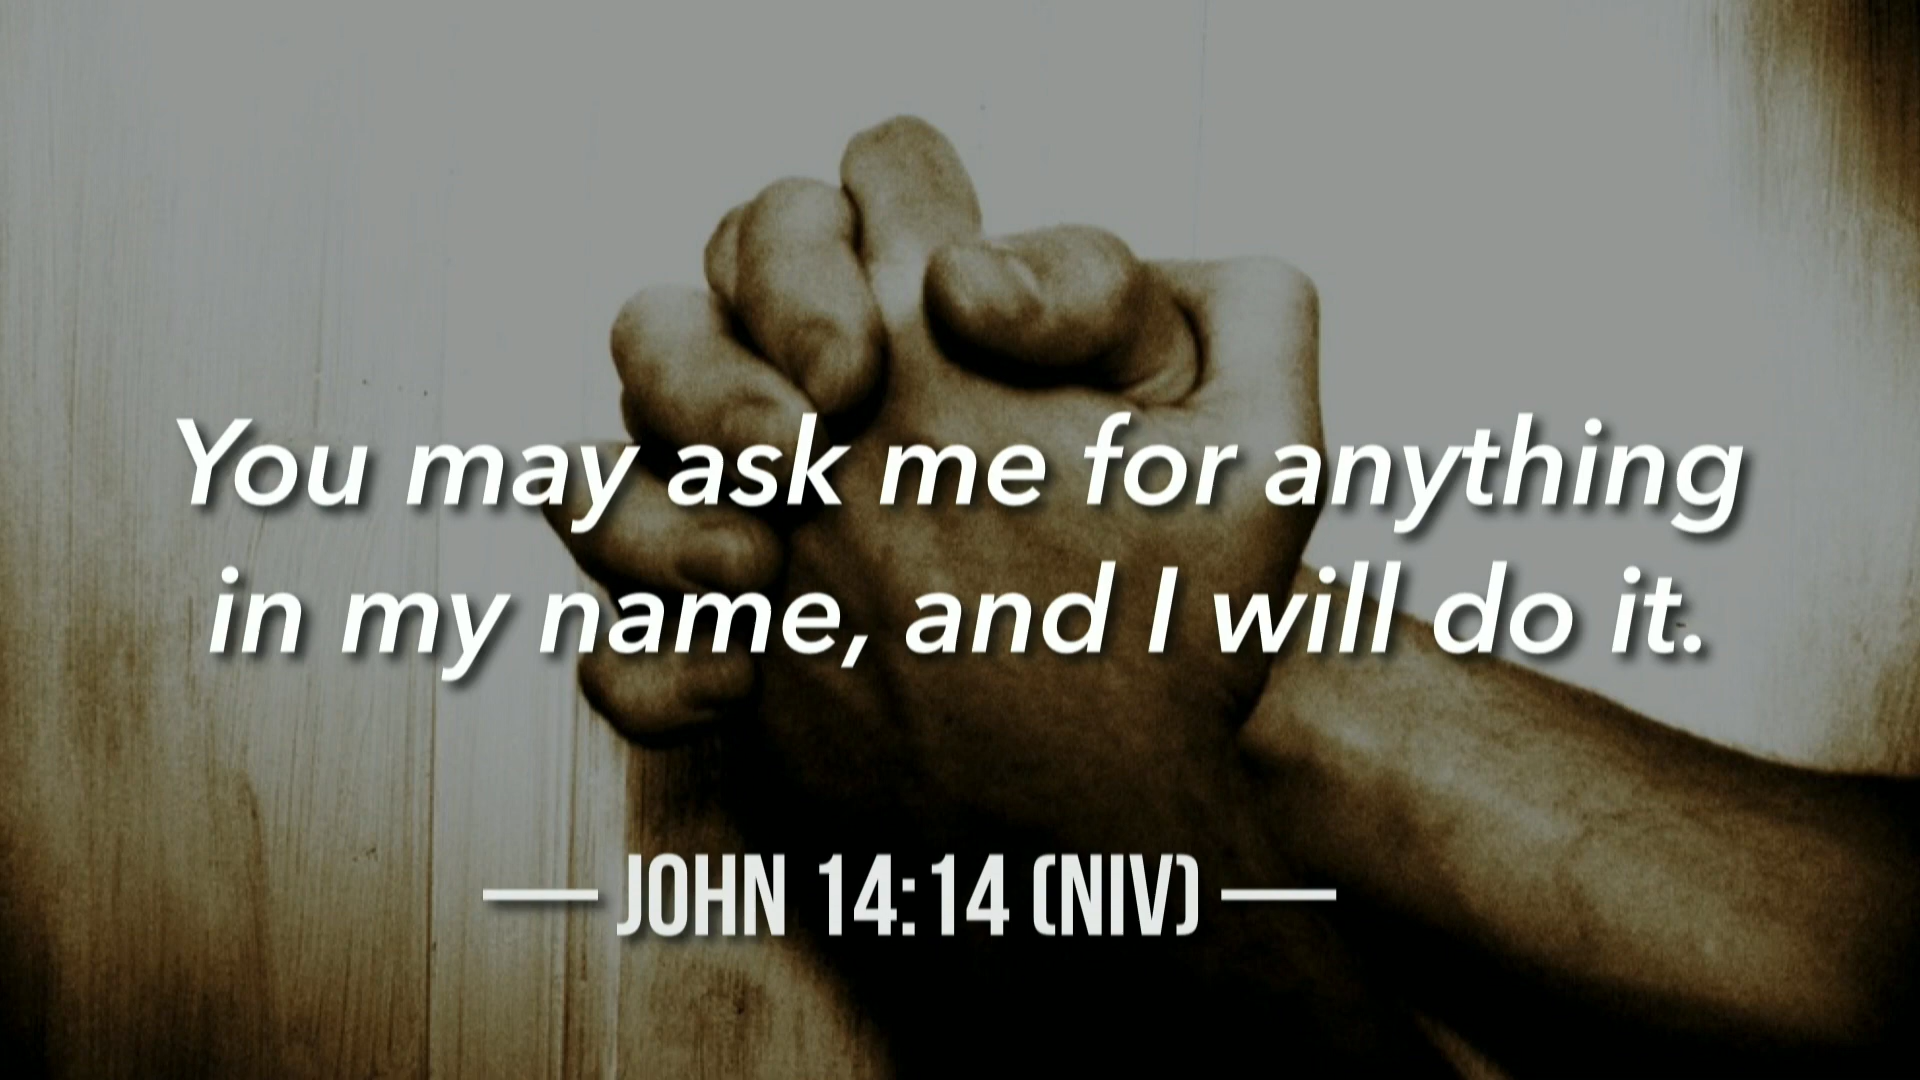 You may ask me for anything
in my name, and I will do it.
JOHN 14:14 (NIV)